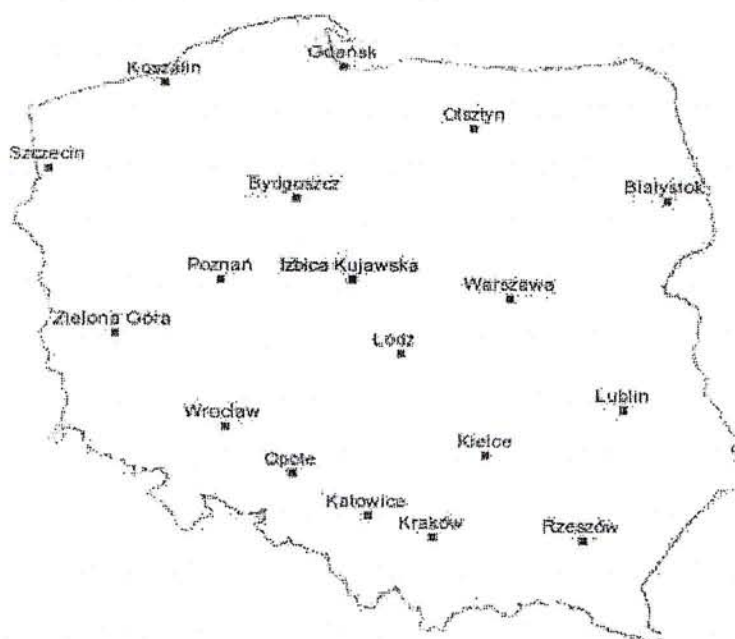 Gdańsk
Koszalin
Olsztyn
Szczecin
Bydgoszcz
Białystok
Poznań
Izbica Kujawska
Warszawa
Zielona Góra
Łódź
Lublin
Wrocław
Kielce
Opole
Katowice
Kraków
Rzeszów